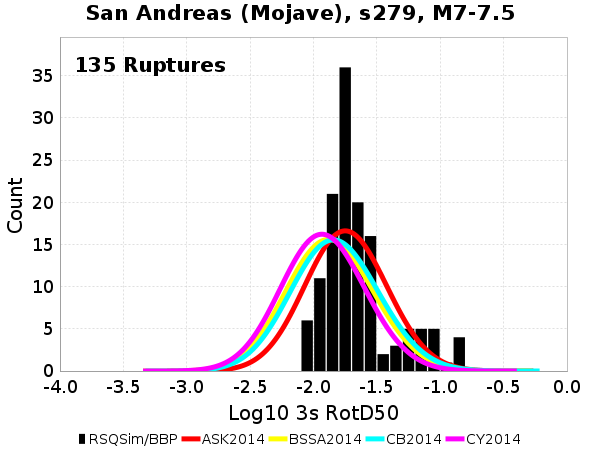 San Andreas (Mojave), s279, M7-7.5
135 Ruptures
Count
35
30
25
20
15
10
5
0
-4.0 -3.5 -3.0 -2.5 -2.0 -1.5 -1.0 -0.5 0.0
Log10 3s RotD50
RSQSim/BBP ASK2014 BSSA2014 CB2014 CY2014